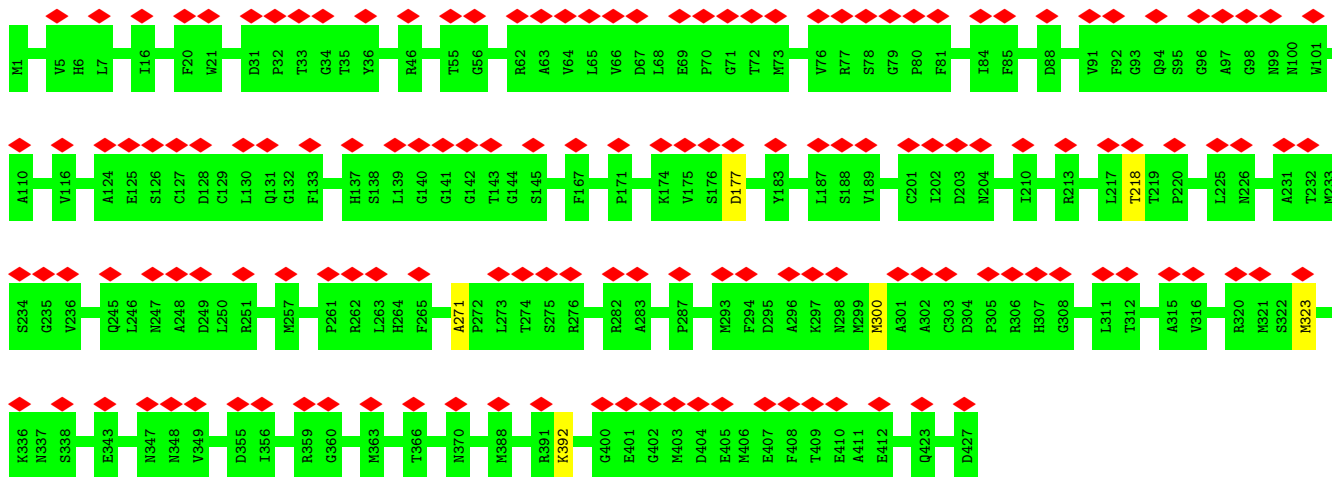 M1 V5 H6 L7 I16 F20 W21 D31 P32 T33 G34 T35 Y36 R46 T55 G56 R62 A63 V64 L65 V66 D67 L68 E69 P70 G71 T72 M73 V76 R77 S78 G79 P80 F81 I84 F85 D88 V91 F92 G93 Q94 S95 G96 A97 G98 N99 N100 W101
A110 V116 A124 E125 S126 C127 D128 C129 L130 Q131 G132 F133 H137 S138 L139 G140 G141 G142 T143 G144 S145 F167 P171 K174 V175 S176 D177 Y183 L187 S188 V189 C201 I202 D203 N204 I210 R213 L217 T218 T219 P220 L225 N226 A231 T232 M233
S234 G235 V236 Q245 L246 N247 A248 D249 L250 R251 M257 P261 R262 L263 H264 F265 A271 P272 L273 T274 S275 R276 R282 A283 P287 M293 F294 D295 A296 K297 N298 M299 M300 A301 A302 C303 D304 P305 R306 H307 G308 L311 T312 A315 V316 R320 M321 S322 M323
K336 N337 S338 E343 N347 N348 V349 D355 I356 R359 G360 M363 T366 N370 M388 R391 K392 G400 E401 G402 M403 D404 E405 M406 E407 F408 T409 E410 A411 E412 Q423 D427